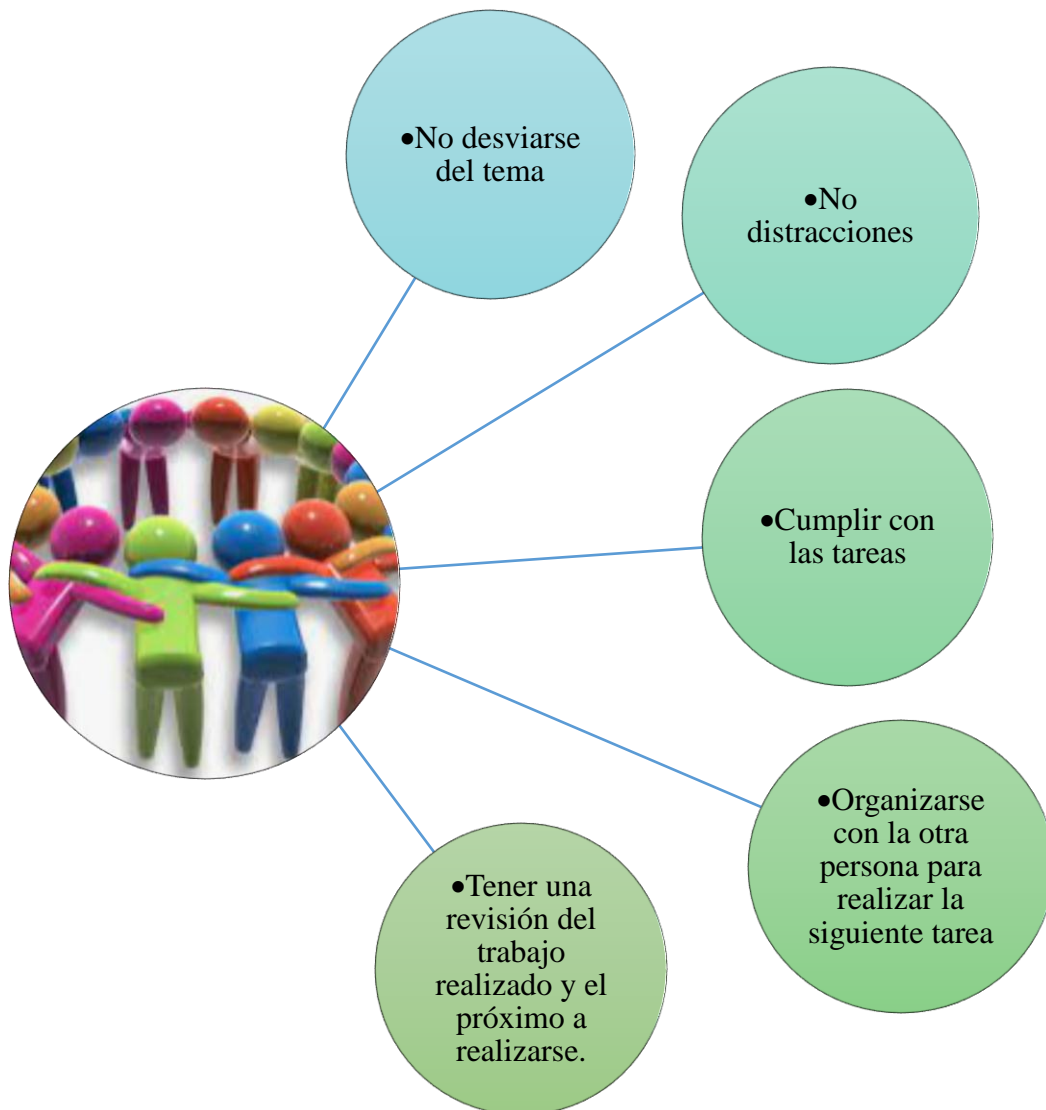 •No desviarse
del tema
•No
distracciones
•Cumplir con
las tareas
•Organizarse
con la otra
persona para
realizar la
siguiente tarea
•Tener una
revisión del
trabajo
realizado y el
próximo a
realizarse.